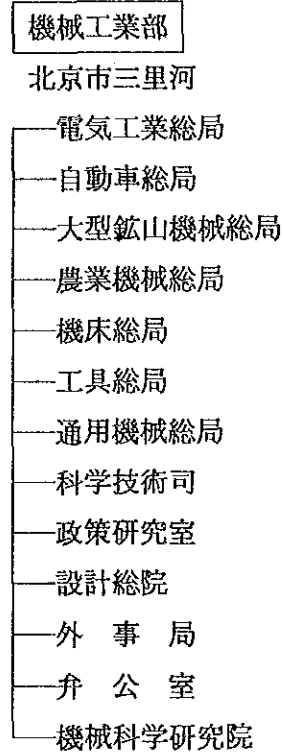 機械工業部
北京市三里河
電気工業総局
自動車総局
大型鉱山機械総局
農業機械総局
機床総局
工具総局
通用機械総局
科学技術司
政策研究室
設計総院
外 事 局
弁 公 室
機械科学研究院